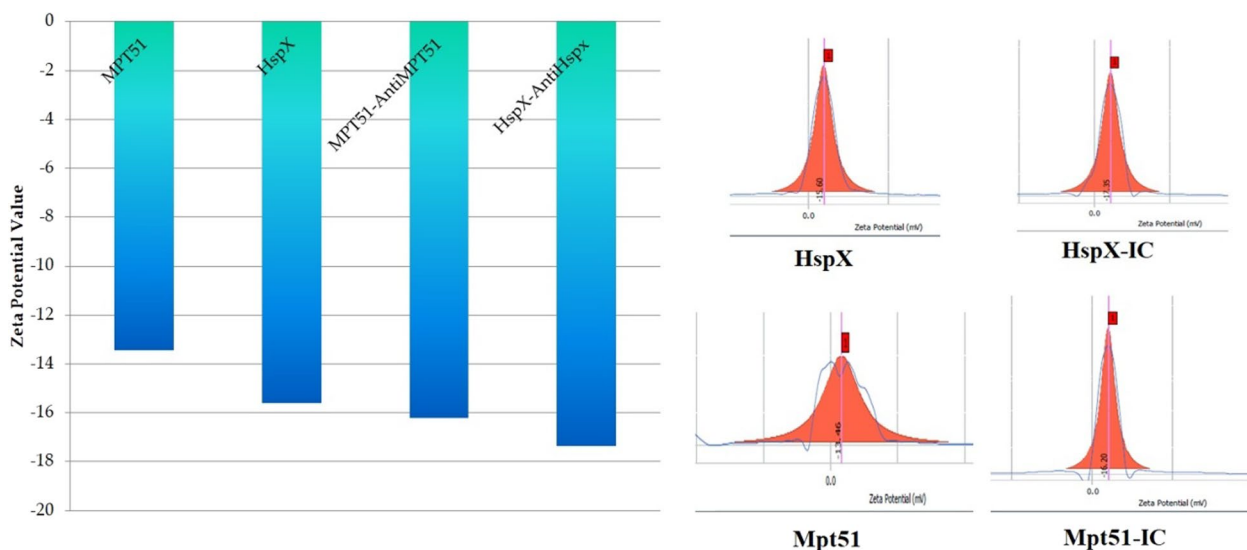 0
-2
-4
-6
-8
-10
-12
-14
-16
-18
-20
Zeta Potential Value
MPT51
HspX
MPT51-AntiMPT51
HspX-AntiHspx
-15.60
0.0
Zeta Potential (mV)
HspX
-17.35
0.0
Zeta Potential (mV)
HspX-IC
-13.46
0.0
Zeta Potential (mV)
Mpt51
-16.20
0.0
Zeta Potential (mV)
Mpt51-IC